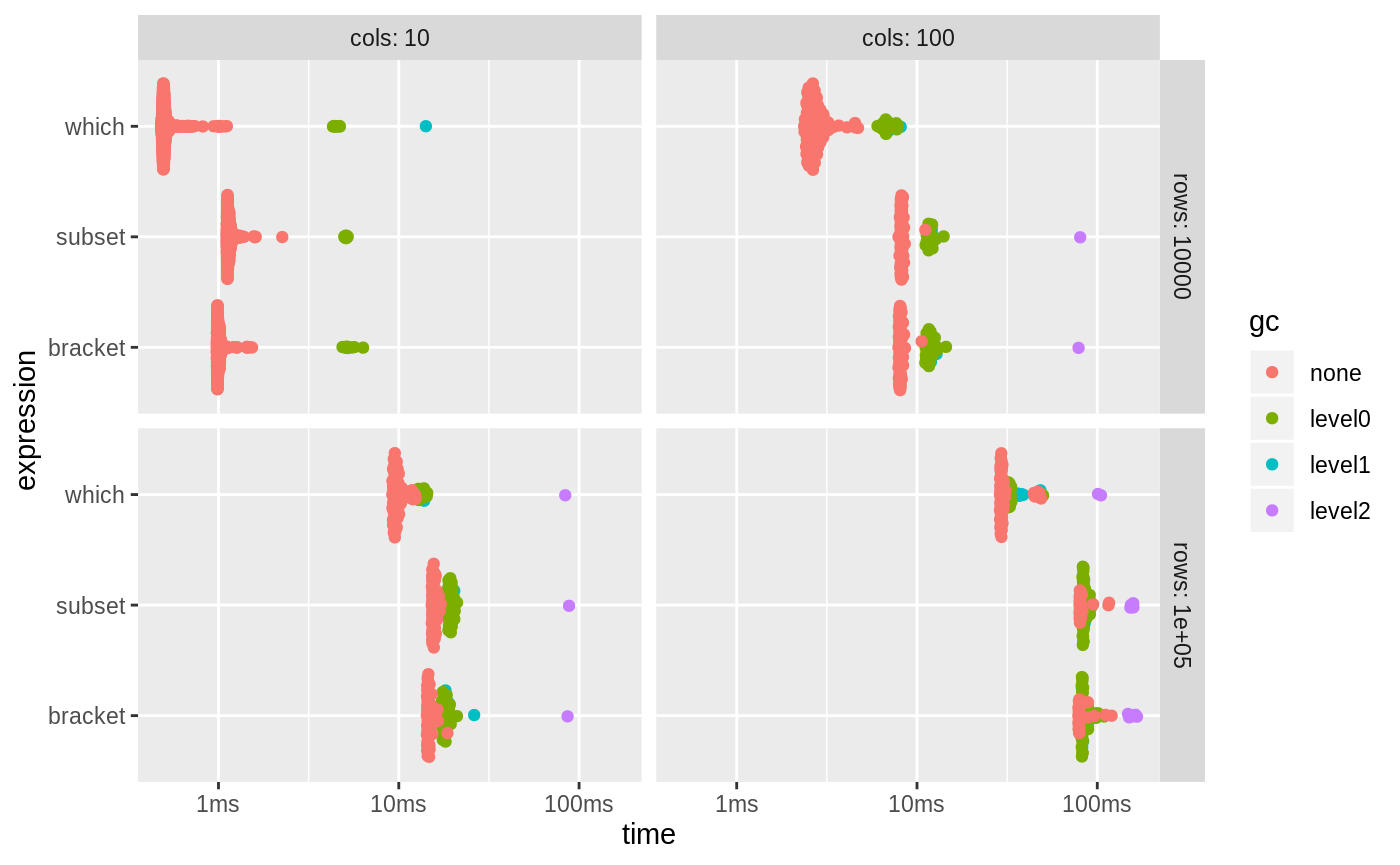 cols: 10
cols: 100
which
subset
bracket
rows: 10000
which
subset
bracket
rows: 1e+05
1ms
10ms
100ms
1ms
10ms
100ms
time
expression
gc
none
level0
level1
level2